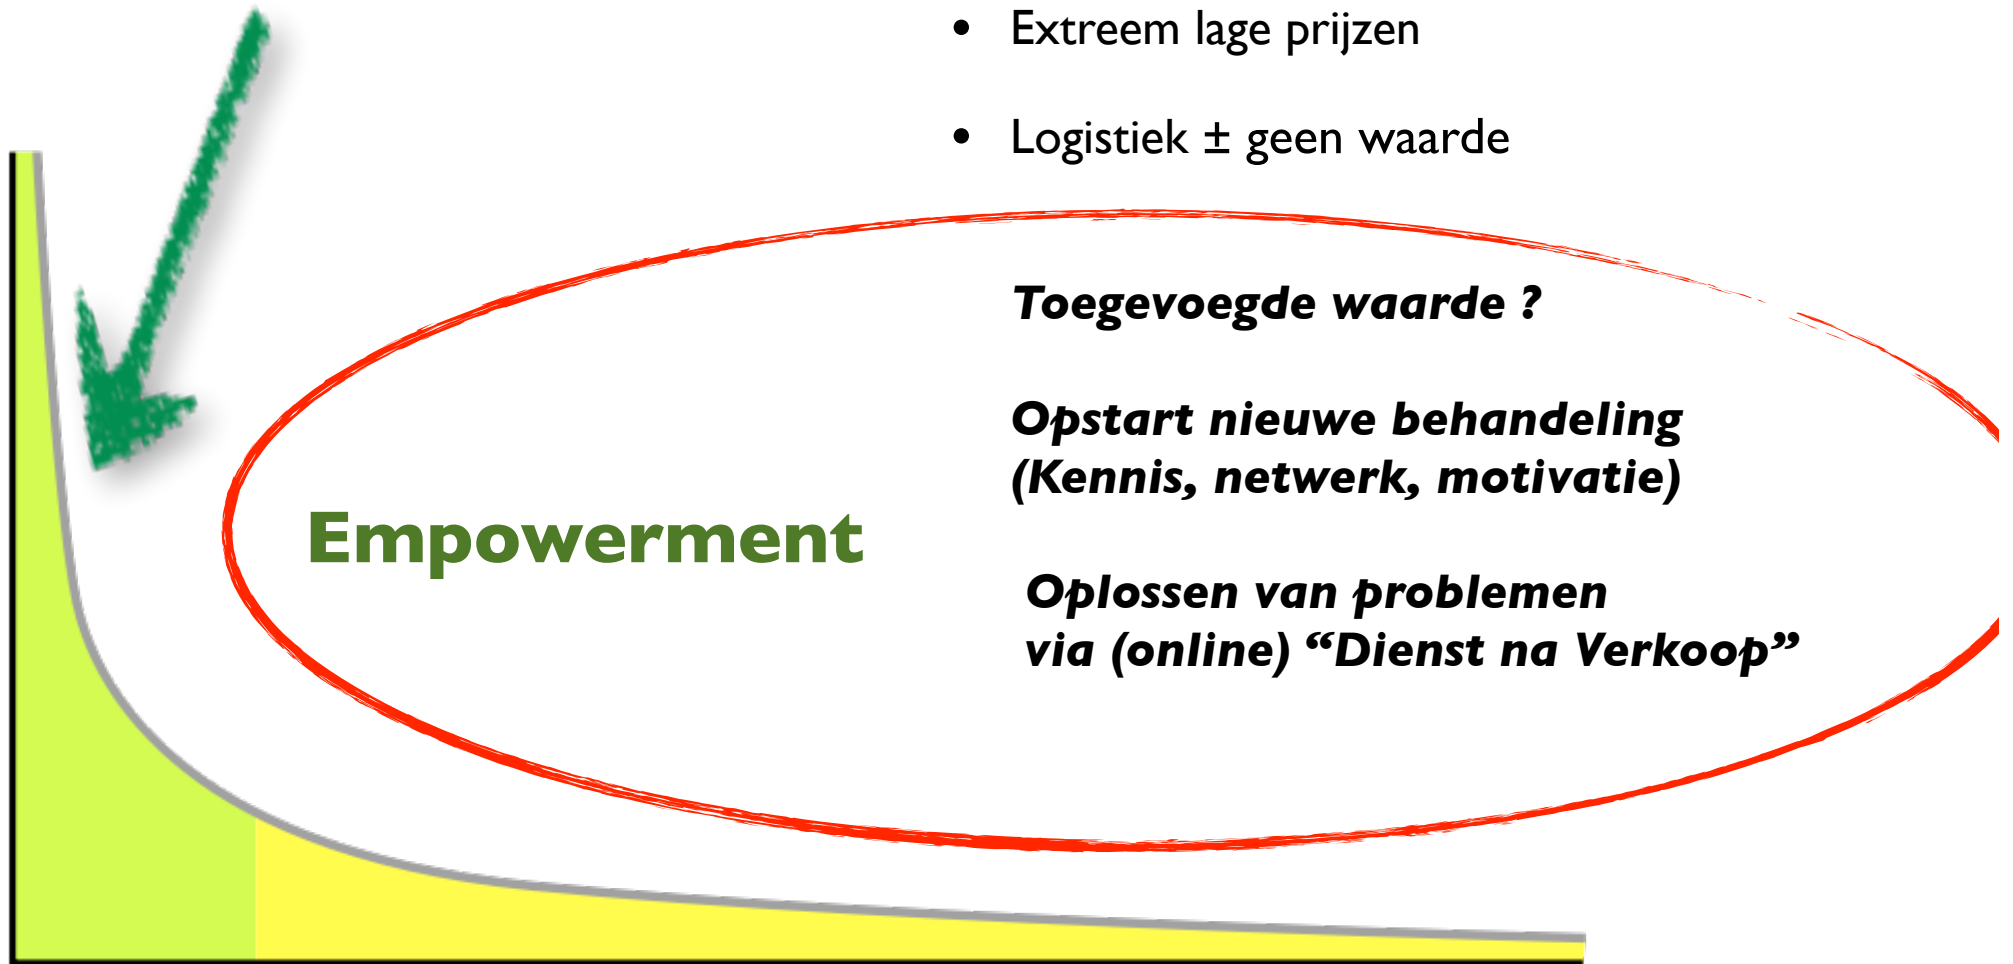 • Extreem lage prijzen
• Logistiek ± geen waarde
Toegevoegde waarde ?
Opstart nieuwe behandeling
(Kennis, netwerk, motivatie)
Empowerment
Oplossen van problemen
via (online) “Dienst na Verkoop”